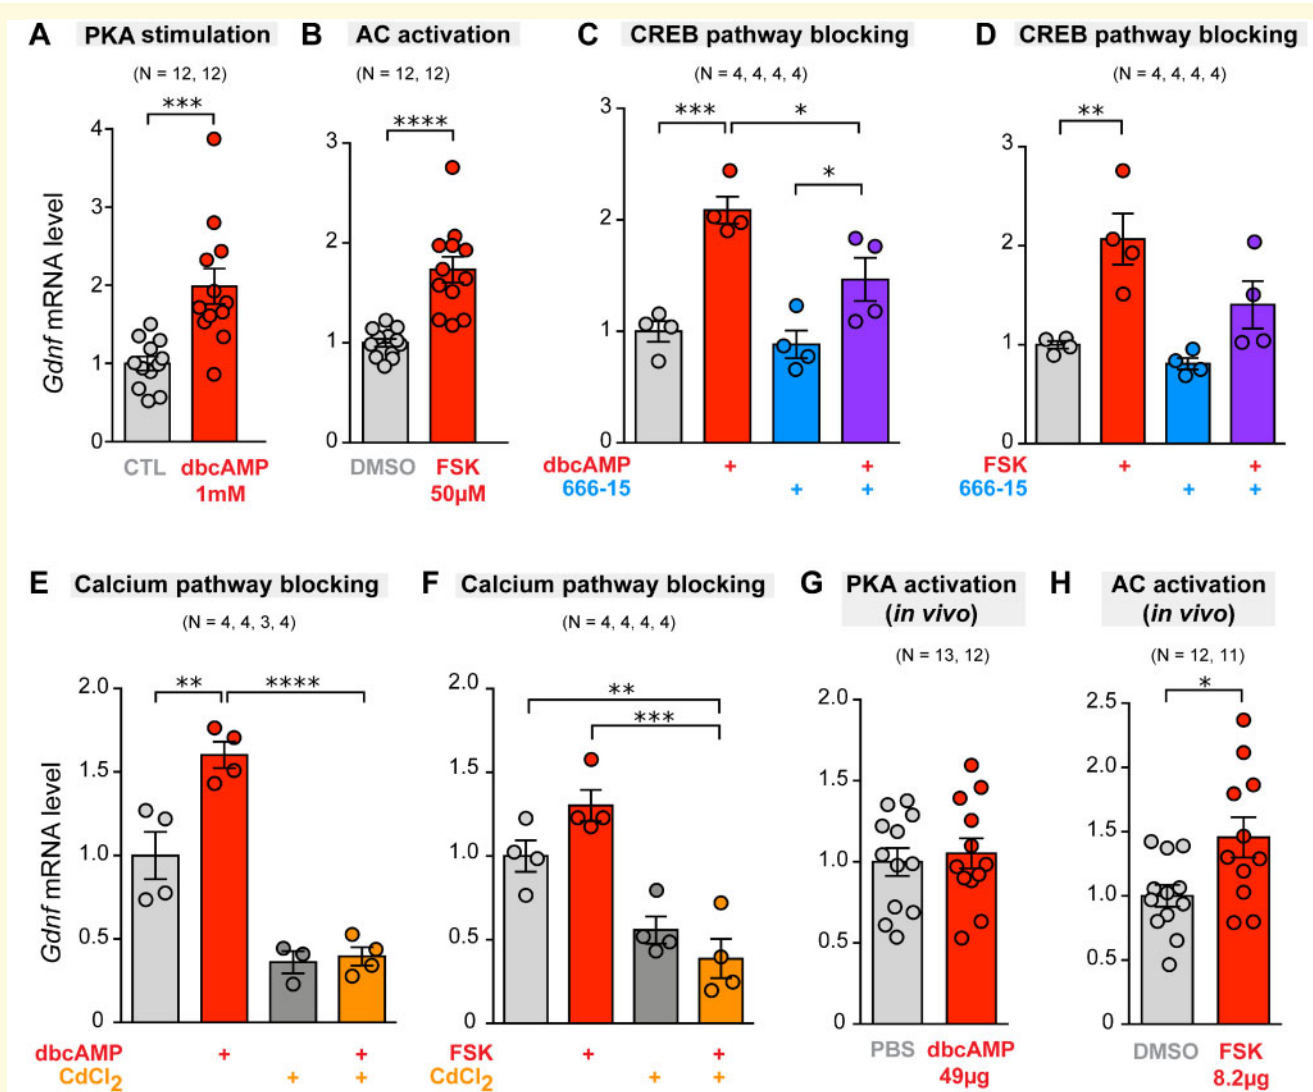 A PKA stimulation
(N = 12, 12)
***
Gdnf mRNA level
4
3
2
1
0
CTL dbcAMP
1mM
B AC activation
(N = 12, 12)
****
3
2
1
0
DMSO FSK
50µM
C CREB pathway blocking
(N = 4, 4, 4, 4)
*** *
*
3
2
1
0
dbcAMP + +
666-15 + +
D CREB pathway blocking
(N = 4, 4, 4, 4)
**
3
2
1
0
FSK + +
666-15 + +
E Calcium pathway blocking
(N = 4, 4, 3, 4)
** ****
Gdnf mRNA level
2.0
1.5
1.0
0.5
0
dbcAMP + +
CdCl₂ + +
F Calcium pathway blocking
(N = 4, 4, 4, 4)
**
***
2.0
1.5
1.0
0.5
0
FSK + +
CdCl₂ + +
G PKA activation
(in vivo)
(N = 13, 12)
2.0
1.5
1.0
0.5
0
PBS dbcAMP
49µg
H AC activation
(in vivo)
(N = 12, 11)
*
2.5
2.0
1.5
1.0
0.5
0
DMSO FSK
8.2µg